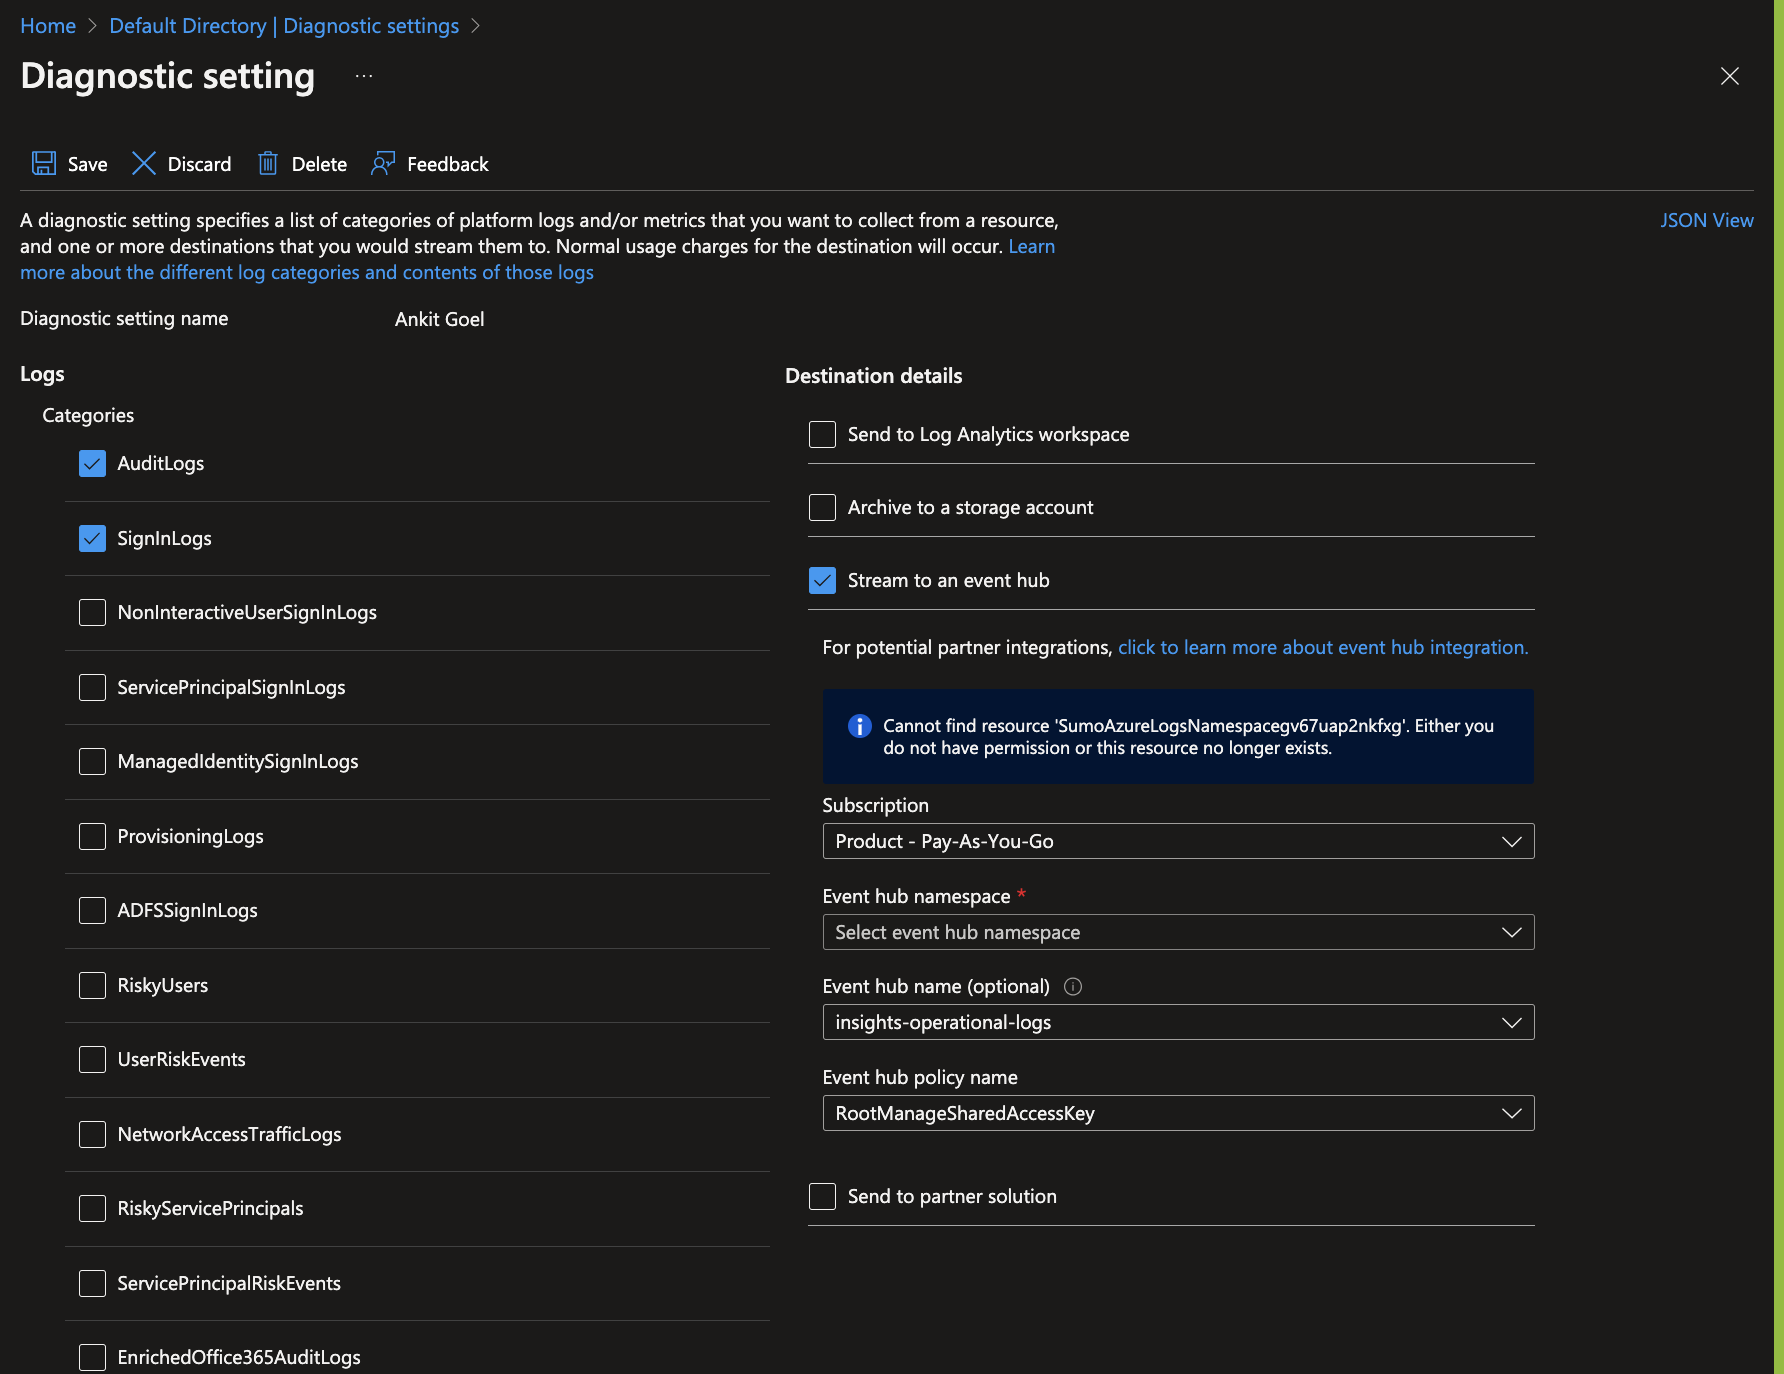 Home > Default Directory | Diagnostic settings >
Diagnostic setting ...
Save Discard Delete Feedback
A diagnostic setting specifies a list of categories of platform logs and/or metrics that you want to collect from a resource,
and one or more destinations that you would stream them to. Normal usage charges for the destination will occur. Learn
more about the different log categories and contents of those logs
JSON View
Diagnostic setting name Ankit Goel
Logs
Categories
AuditLogs
SignInLogs
NonInteractiveUserSignInLogs
ServicePrincipalSignInLogs
ManagedIdentitySignInLogs
ProvisioningLogs
ADFSSignInLogs
RiskyUsers
UserRiskEvents
NetworkAccessTrafficLogs
RiskyServicePrincipals
ServicePrincipalRiskEvents
EnrichedOffice365AuditLogs
Destination details
Send to Log Analytics workspace
Archive to a storage account
Stream to an event hub
For potential partner integrations, click to learn more about event hub integration.
Cannot find resource 'SumoAzureLogsNamespacegv67uap2nkfxg'. Either you
do not have permission or this resource no longer exists.
Subscription
Product - Pay-As-You-Go
Event hub namespace *
Select event hub namespace
Event hub name (optional)
insights-operational-logs
Event hub policy name
RootManageSharedAccessKey
Send to partner solution